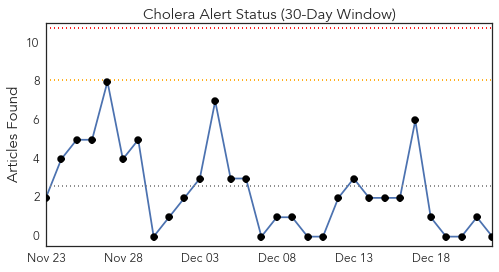 Cholera Alert Status (30-Day Window)
Articles Found
10
8
6
4
2
0
Nov 23 Nov 28 Dec 03 Dec 08 Dec 13 Dec 18